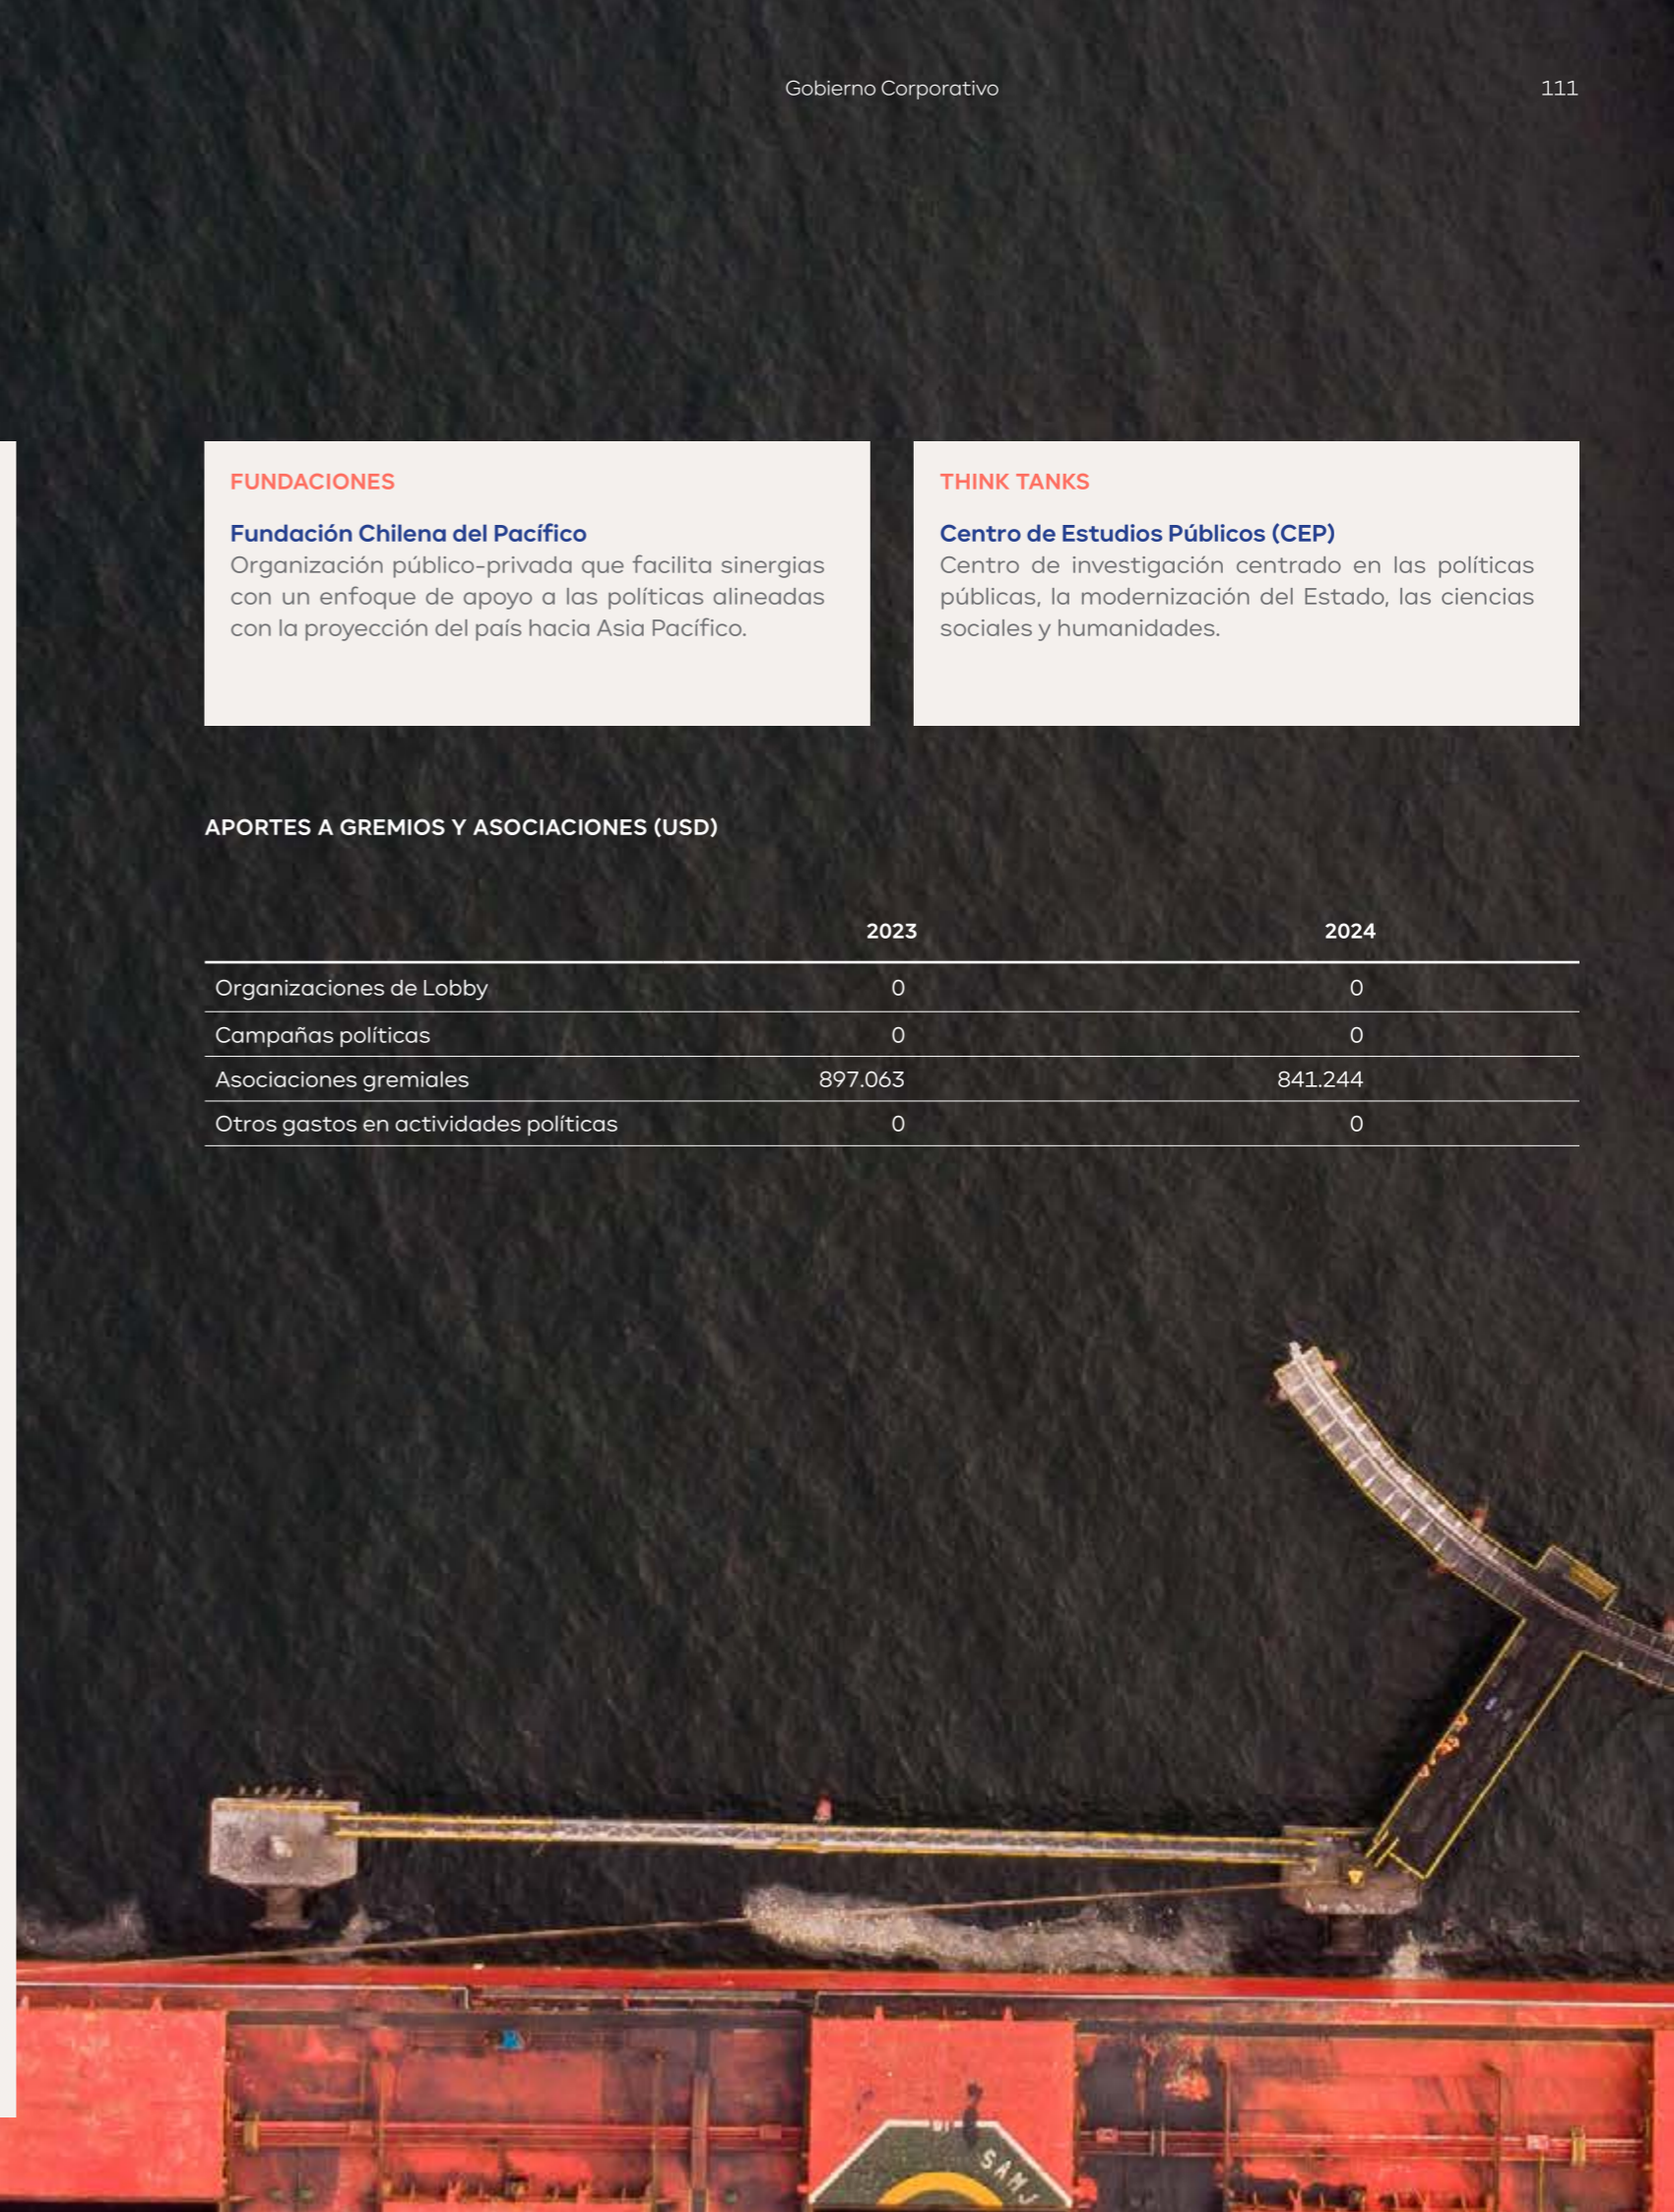 Gobierno Corporativo 111
FUNDACIONES
Fundación Chilena del Pacífico
Organización público-privada que facilita sinergias
con un enfoque de apoyo a las políticas alineadas
con la proyección del país hacia Asia Pacífico.
THINK TANKS
Centro de Estudios Públicos (CEP)
Centro de investigación centrado en las políticas
públicas, la modernización del Estado, las ciencias
sociales y humanidades.
APORTES A GREMIOS Y ASOCIACIONES (USD)
2023 2024
Organizaciones de Lobby 0 0
Campañas políticas 0 0
Asociaciones gremiales 897.063 841.244
Otros gastos en actividades políticas 0 0